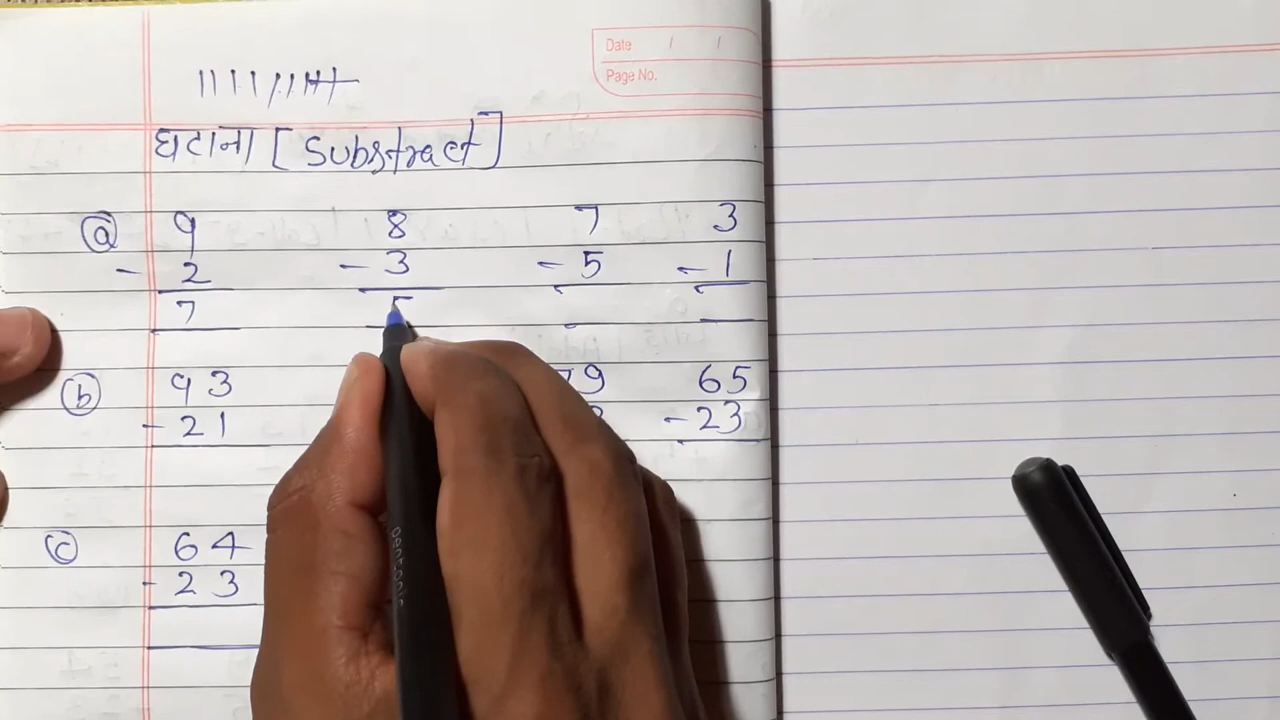 Date / /
Page No.
घटाना [ Substract ]
ⓐ 9 8 7 3
- 2 - 3 - 5 - 1
7 5
ⓑ 93 79 65
- 21 - 23
ⓒ 64
- 23
pentonic